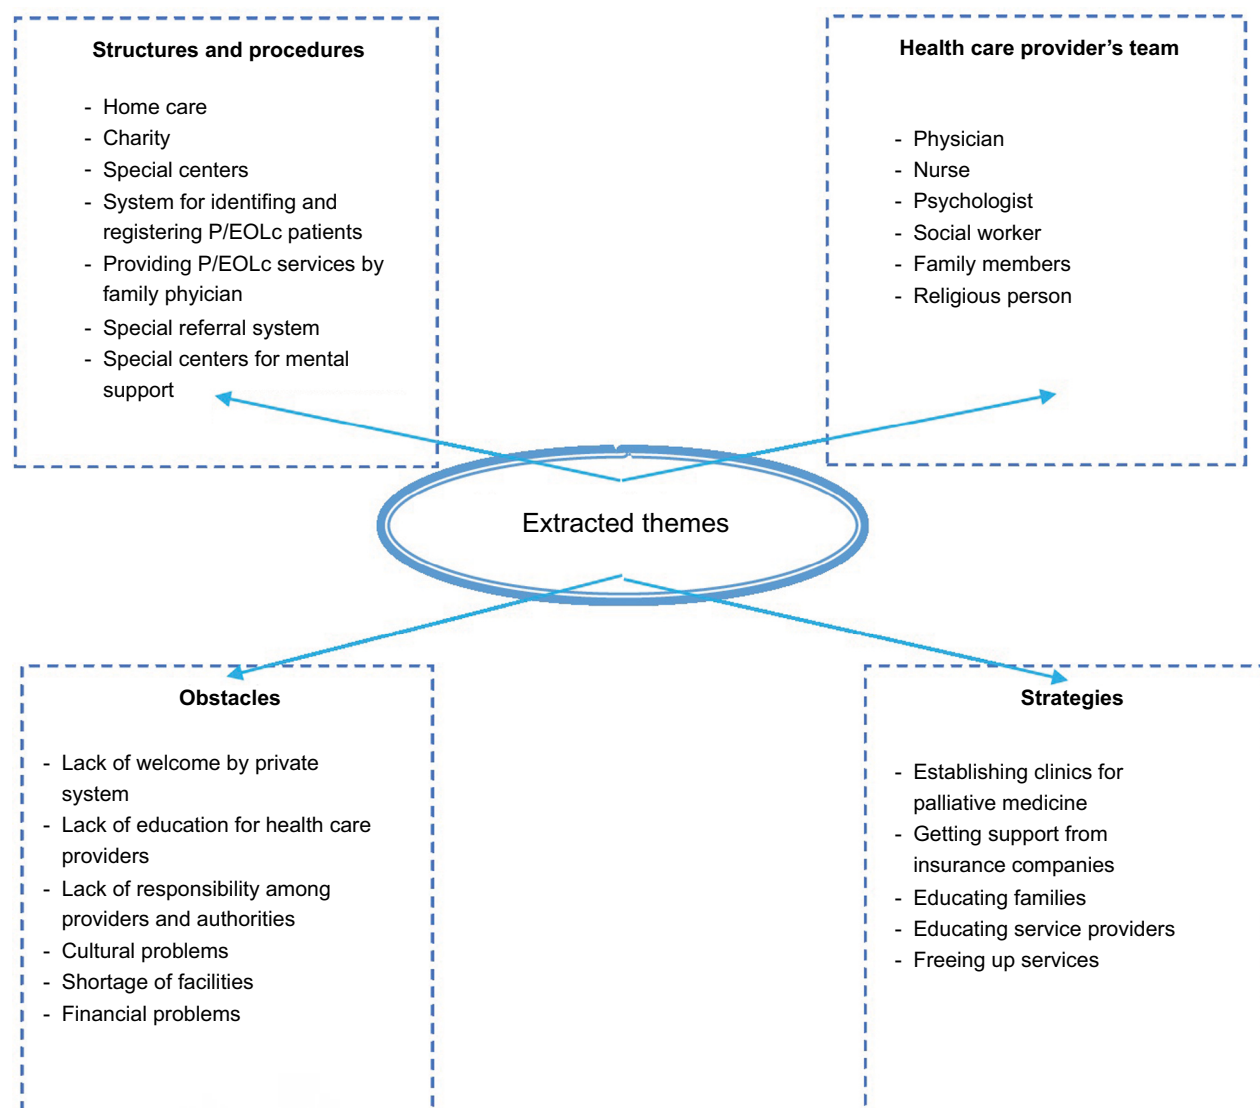 Structures and procedures
- Home care
- Charity
- Special centers
- System for identifing and
registering P/EOLc patients
- Providing P/EOLc services by
family phyician
- Special referral system
- Special centers for mental
support
Health care provider’s team
- Physician
- Nurse
- Psychologist
- Social worker
- Family members
- Religious person
Extracted themes
Obstacles
- Lack of welcome by private
system
- Lack of education for health care
providers
- Lack of responsibility among
providers and authorities
- Cultural problems
- Shortage of facilities
- Financial problems
Strategies
- Establishing clinics for
palliative medicine
- Getting support from
insurance companies
- Educating families
- Educating service providers
- Freeing up services